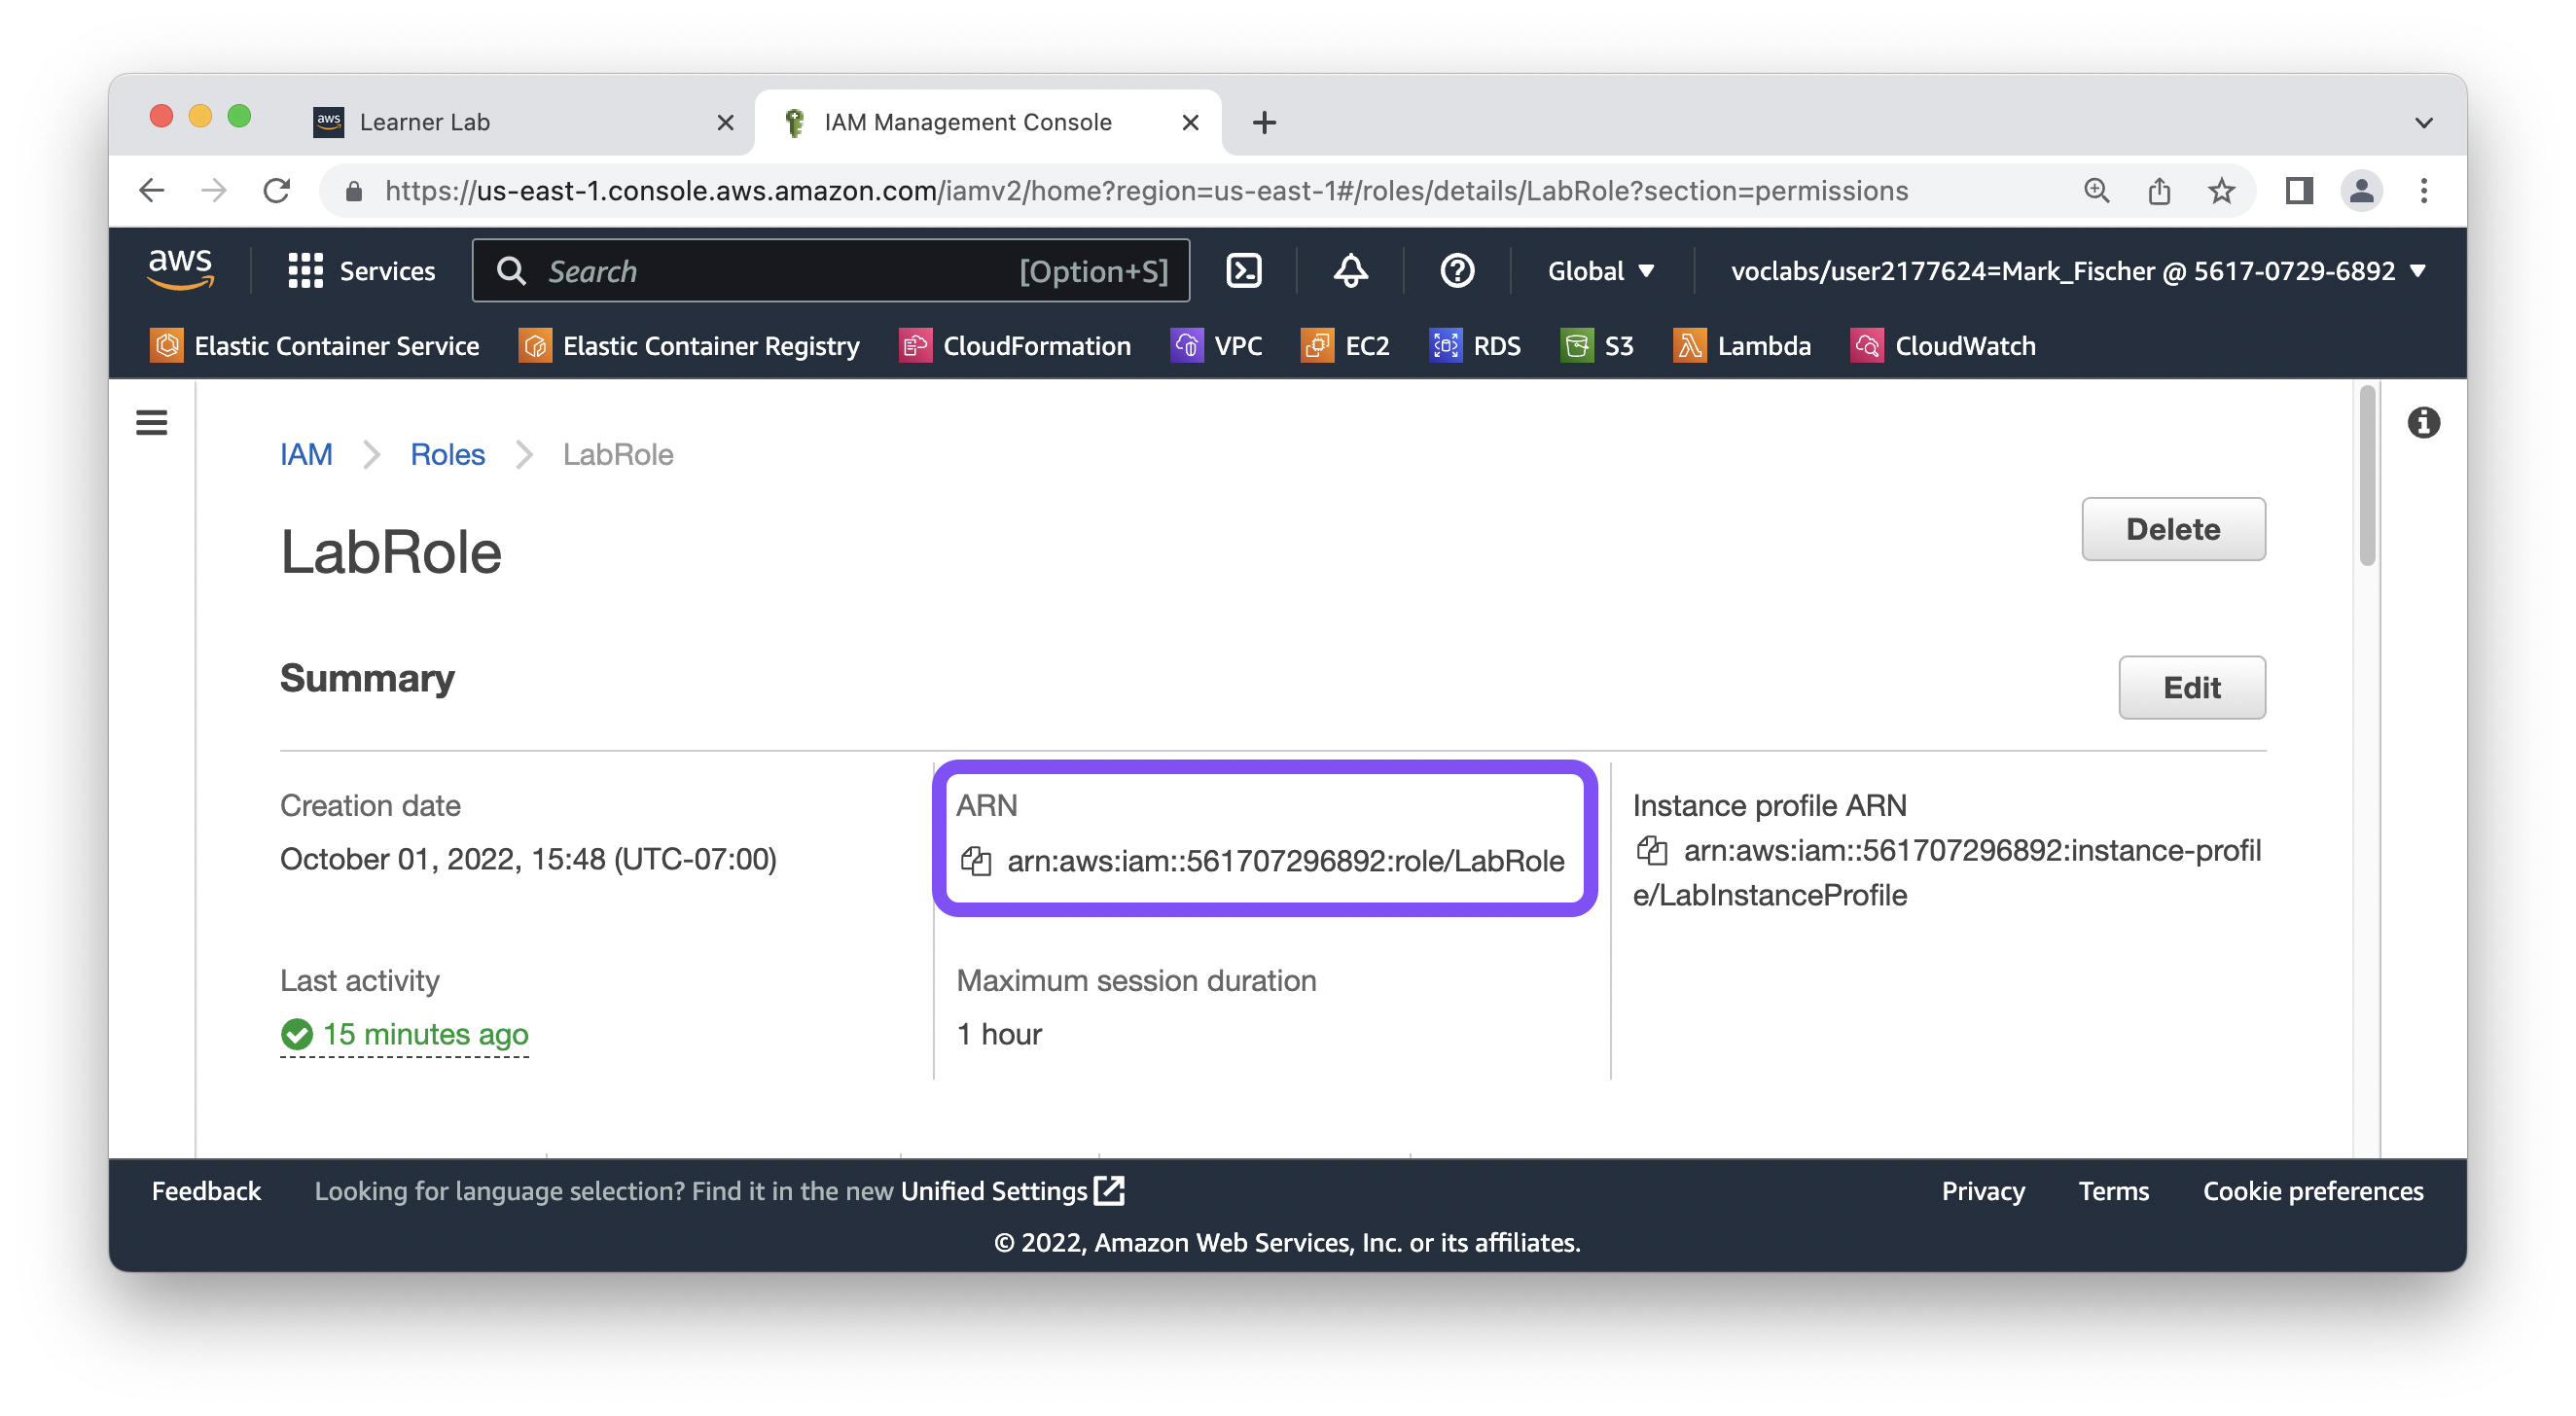 aws Learner Lab
IAM Management Console
https://us-east-1.console.aws.amazon.com/iamv2/home?region=us-east-1#/roles/details/LabRole?section=permissions
aws
Services
Search [Option+S]
Global
voclabs/user2177624=Mark_Fischer @ 5617-0729-6892
Elastic Container Service
Elastic Container Registry
CloudFormation
VPC
EC2
RDS
S3
Lambda
CloudWatch
IAM
Roles
LabRole
LabRole
Delete
Summary
Edit
Creation date
October 01, 2022, 15:48 (UTC-07:00)
ARN
arn:aws:iam::561707296892:role/LabRole
Instance profile ARN
arn:aws:iam::561707296892:instance-profil
e/LabInstanceProfile
Last activity
15 minutes ago
Maximum session duration
1 hour
Feedback
Looking for language selection? Find it in the new Unified Settings
Privacy
Terms
Cookie preferences
© 2022, Amazon Web Services, Inc. or its affiliates.